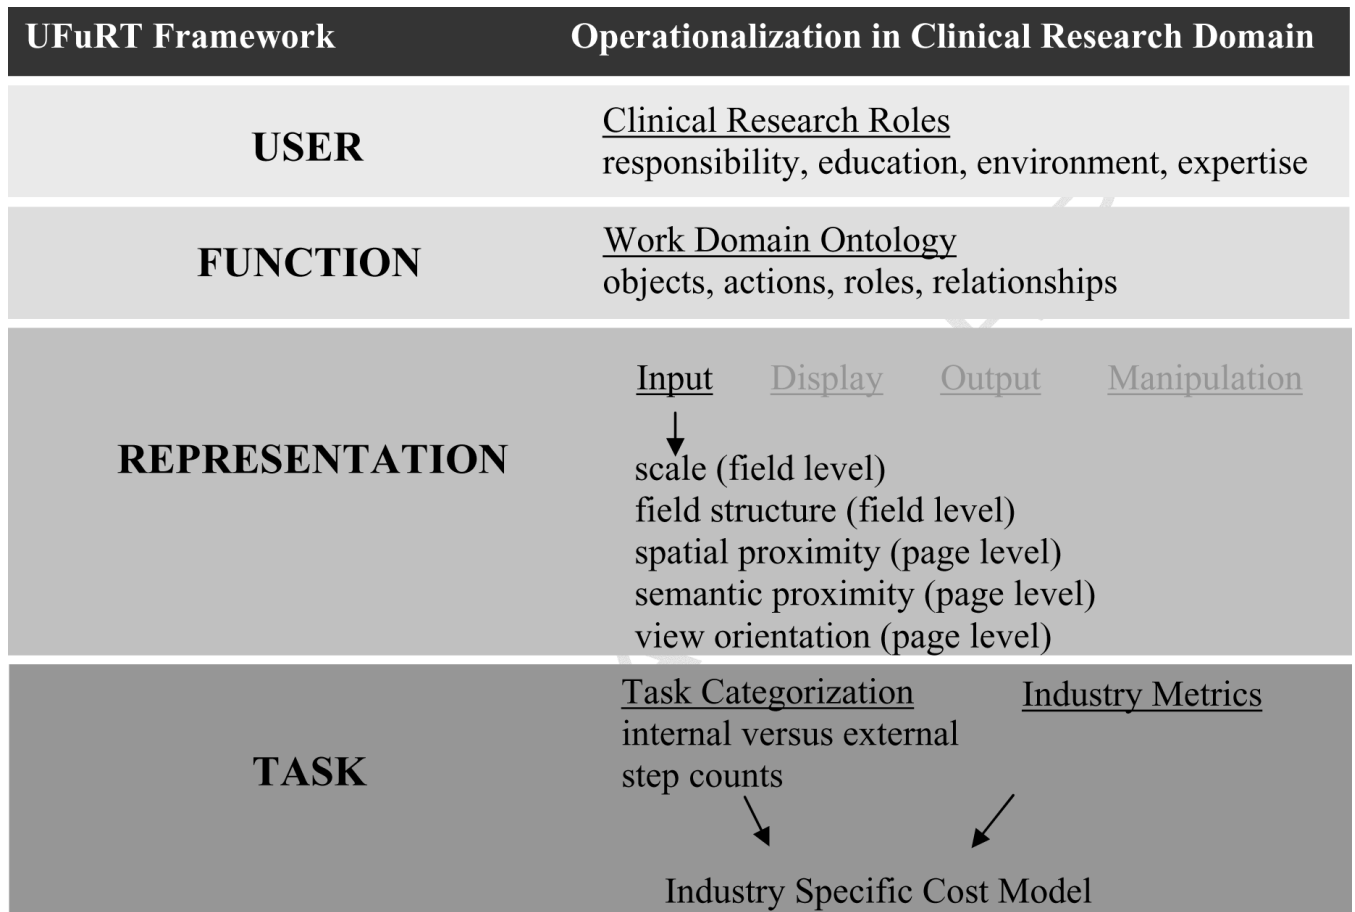 UFuRT Framework Operationalization in Clinical Research Domain
USER
Clinical Research Roles
responsibility, education, environment, expertise
FUNCTION
Work Domain Ontology
objects, actions, roles, relationships
REPRESENTATION
Input Display Output Manipulation
scale (field level)
field structure (field level)
spatial proximity (page level)
semantic proximity (page level)
view orientation (page level)
TASK
Task Categorization
internal versus external
step counts
Industry Metrics
Industry Specific Cost Model